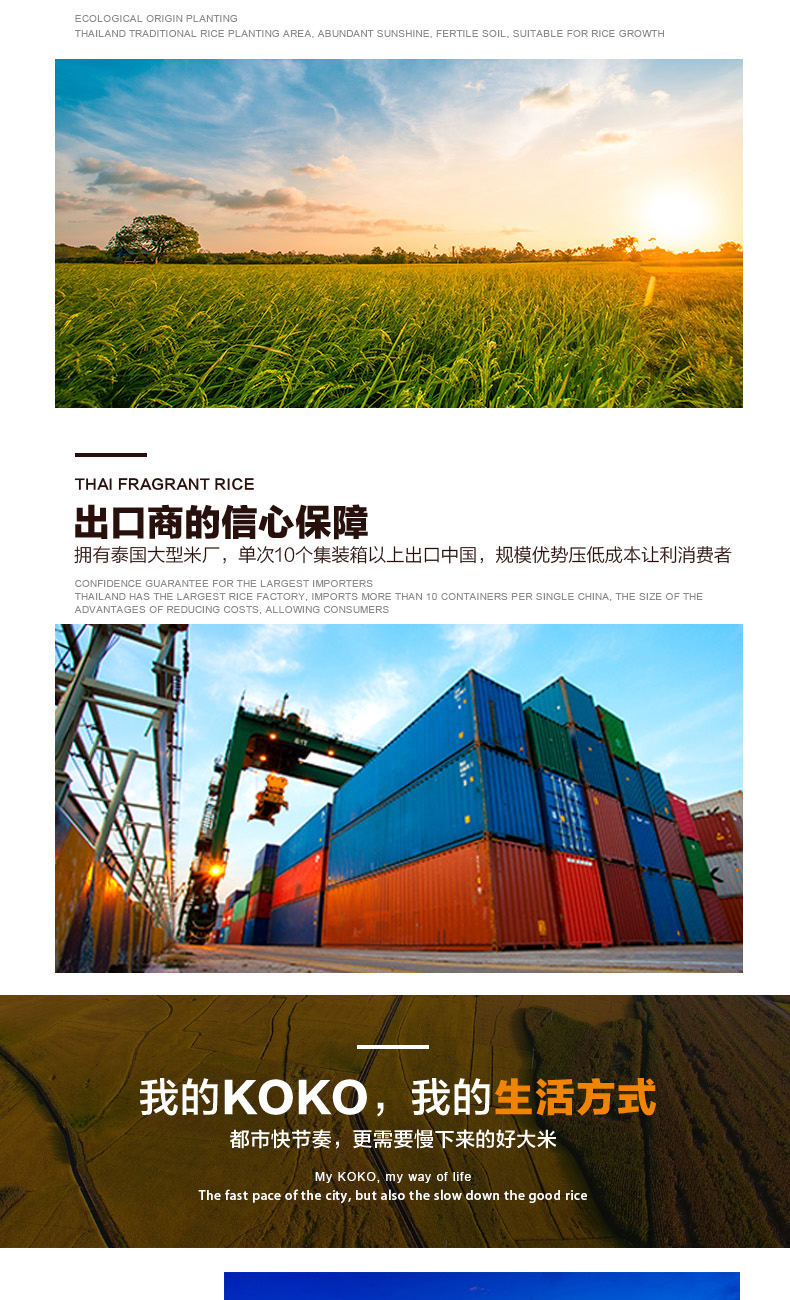 ECOLOGICAL ORIGIN PLANTING
THAILAND TRADITIONAL RICE PLANTING AREA, ABUNDANT SUNSHINE, FERTILE SOIL, SUITABLE FOR RICE GROWTH
THAI FRAGRANT RICE
出口商的信心保障
拥有泰国大型米厂，单次10个集装箱以上出口中国，规模优势压低成本让利消费者
CONFIDENCE GUARANTEE FOR THE LARGEST IMPORTERS
THAILAND HAS THE LARGEST RICE FACTORY, IMPORTS MORE THAN 10 CONTAINERS PER SINGLE CHINA, THE SIZE OF THE
ADVANTAGES OF REDUCING COSTS, ALLOWING CONSUMERS
我的KOKO，我的生活方式
都市快节奏，更需要慢下来的好大米
My KOKO, my way of life
The fast pace of the city, but also the slow down the good rice